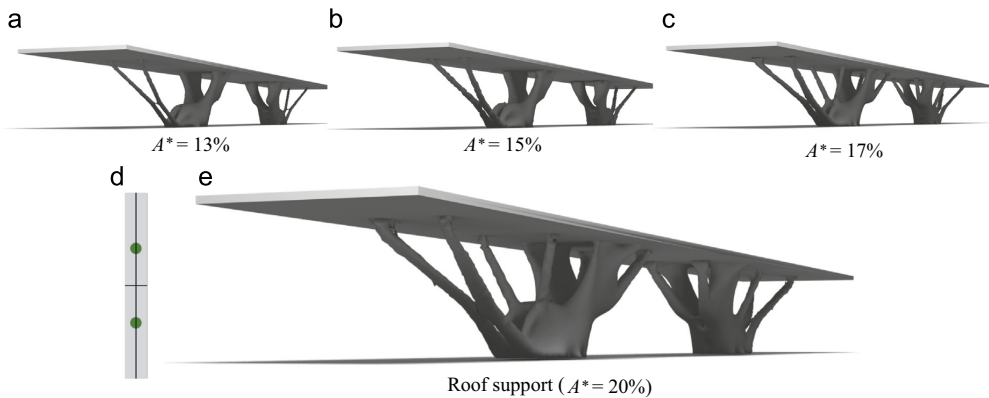 a
b
c
A* = 13%
A* = 15%
A* = 17%
d
e
Roof support ( A* = 20%)